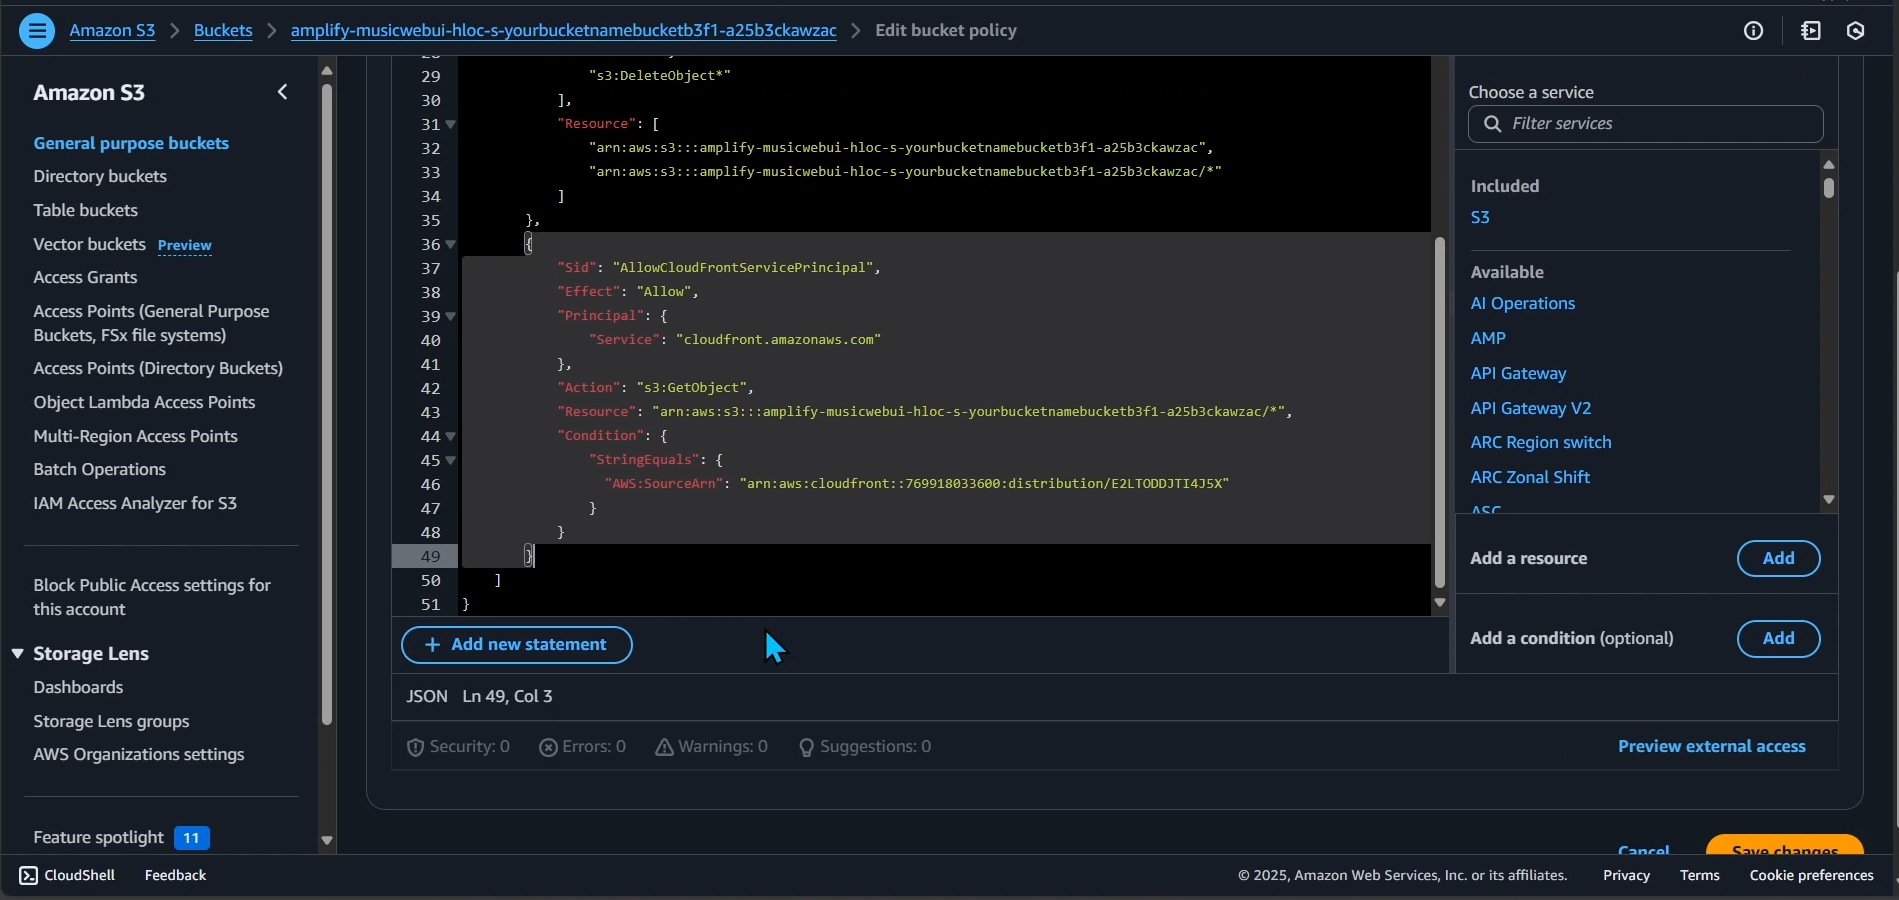 Amazon S3 > Buckets > amplify-musicwebui-hloc-s-yourbucketnamebucketb3f1-a25b3ckawzac > Edit bucket policy
Amazon S3
General purpose buckets
Directory buckets
Table buckets
Vector buckets Preview
Access Grants
Access Points (General Purpose
Buckets, FSx file systems)
Access Points (Directory Buckets)
Object Lambda Access Points
Multi-Region Access Points
Batch Operations
IAM Access Analyzer for S3
Block Public Access settings for
this account
Storage Lens
Dashboards
Storage Lens groups
AWS Organizations settings
Feature spotlight 11
29 "s3:DeleteObject*"
30 ],
31 "Resource": [
32 "arn:aws:s3:::amplify-musicwebui-hloc-s-yourbucketnamebucketb3f1-a25b3ckawzac",
33 "arn:aws:s3:::amplify-musicwebui-hloc-s-yourbucketnamebucketb3f1-a25b3ckawzac/*"
34 ]
35 },
36 {
37 "Sid": "AllowCloudFrontServicePrincipal",
38 "Effect": "Allow",
39 "Principal": {
40 "Service": "cloudfront.amazonaws.com"
41 },
42 "Action": "s3:GetObject",
43 "Resource": "arn:aws:s3:::amplify-musicwebui-hloc-s-yourbucketnamebucketb3f1-a25b3ckawzac/*",
44 "Condition": {
45 "StringEquals": {
46 "AWS:SourceArn": "arn:aws:cloudfront::769918033600:distribution/E2LTODDJTI4J5X"
47 }
48 }
49 }
50 ]
51 }
+ Add new statement
JSON Ln 49, Col 3
Security: 0 Errors: 0 Warnings: 0 Suggestions: 0
Preview external access
Choose a service
Filter services
Included
S3
Available
AI Operations
AMP
API Gateway
API Gateway V2
ARC Region switch
ARC Zonal Shift
ASC
Add a resource Add
Add a condition (optional) Add
Cancel Save changes
CloudShell Feedback
© 2025, Amazon Web Services, Inc. or its affiliates. Privacy Terms Cookie preferences